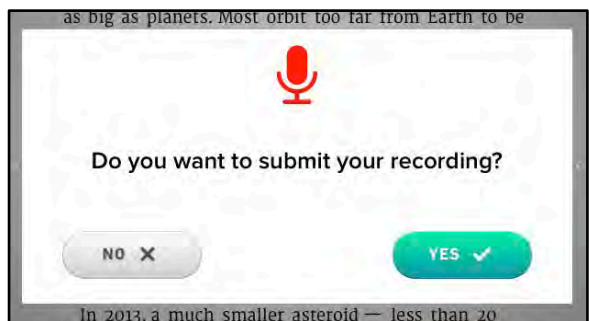 as big as planets. Most orbit too far from Earth to be
Do you want to submit your recording?
NO
YES
In 2013, a much smaller asteroid — less than 20